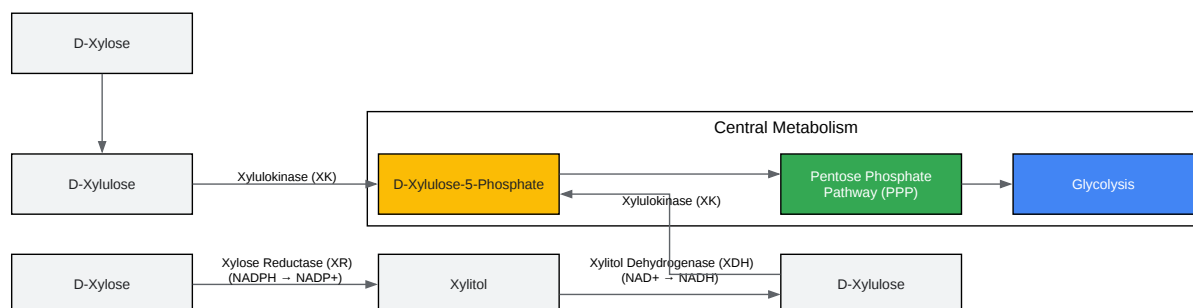 D-Xylose
Central Metabolism
D-Xylulose
Xylulokinase (XK)
D-Xylulose-5-Phosphate
Pentose Phosphate
Pathway (PPP)
Glycolysis
Xylulokinase (XK)
D-Xylose
Xylose Reductase (XR)
(NADPH → NADP+)
Xylitol
Xylitol Dehydrogenase (XDH)
(NAD+ → NADH)
D-Xylulose